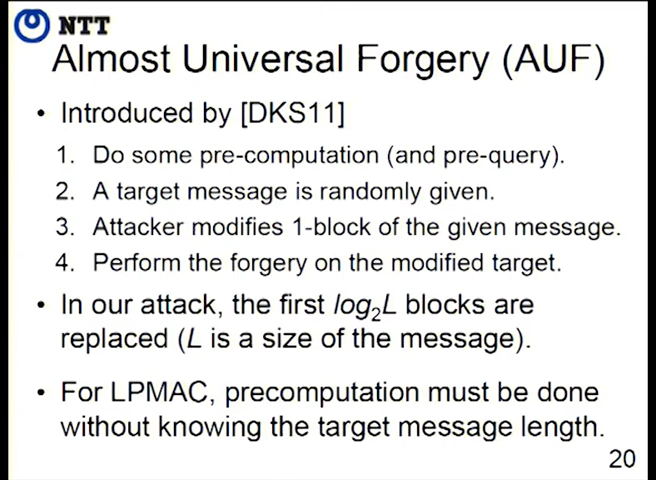 NTT
Almost Universal Forgery (AUF)
• Introduced by [DKS11]
1. Do some pre-computation (and pre-query).
2. A target message is randomly given.
3. Attacker modifies 1-block of the given message.
4. Perform the forgery on the modified target.
• In our attack, the first log₂L blocks are
replaced (L is a size of the message).
• For LPMAC, precomputation must be done
without knowing the target message length.
20